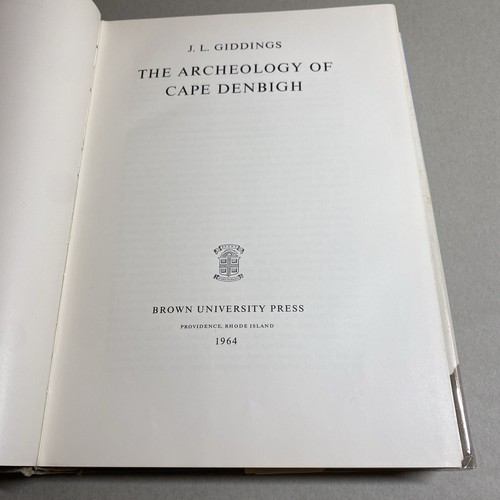 J. L. GIDDINGS
THE ARCHEOLOGY OF
CAPE DENBIGH
BROWN UNIVERSITY PRESS
PROVIDENCE, RHODE ISLAND
1964